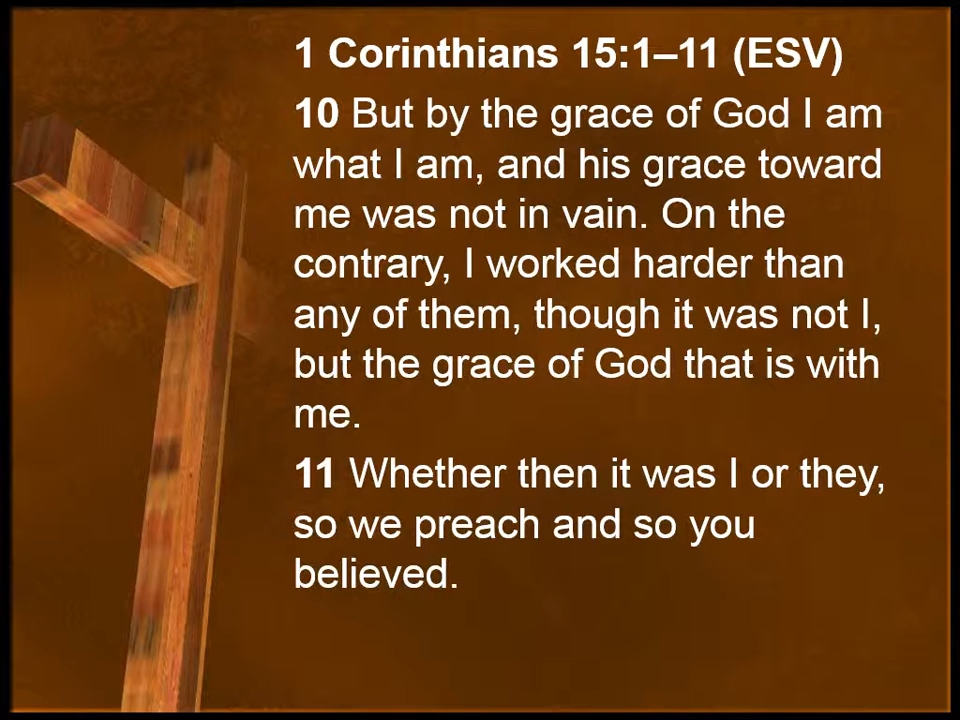 1 Corinthians 15:1–11 (ESV)
10 But by the grace of God I am
what I am, and his grace toward
me was not in vain. On the
contrary, I worked harder than
any of them, though it was not I,
but the grace of God that is with
me.
11 Whether then it was I or they,
so we preach and so you
believed.